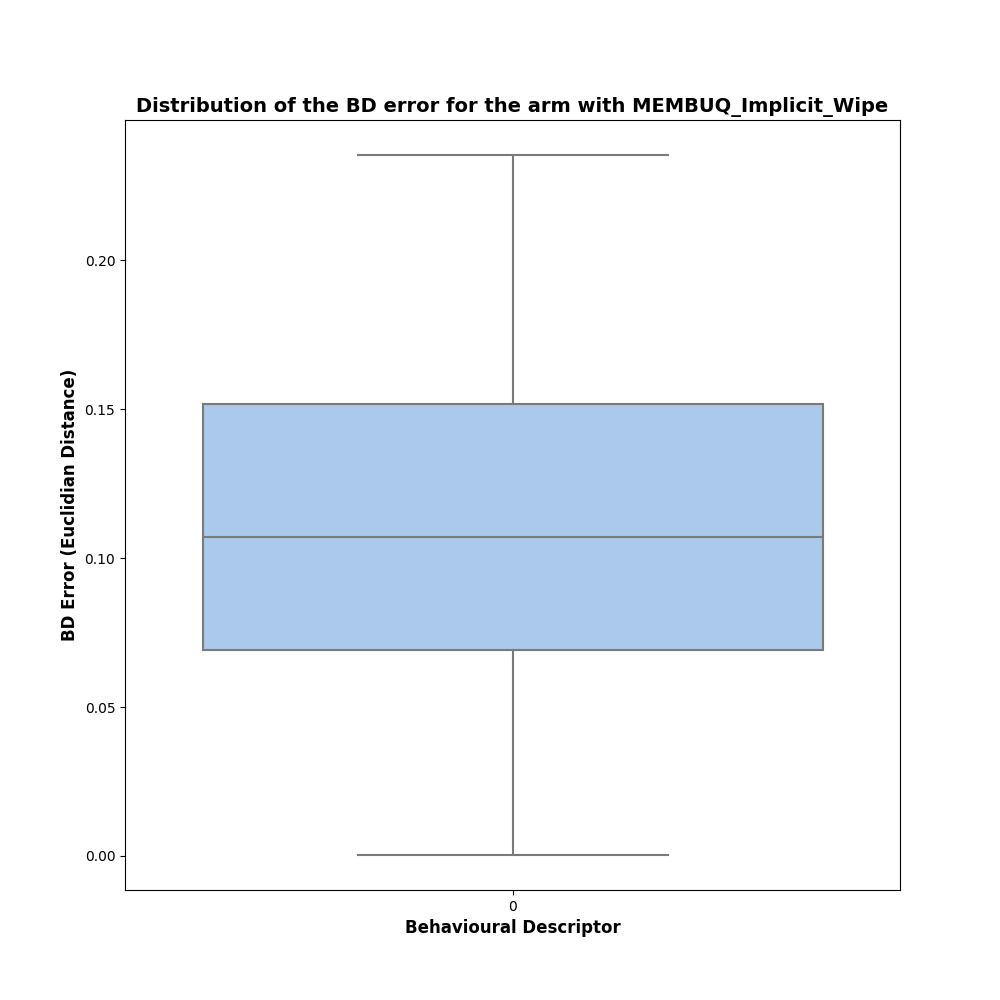 Distribution of the BD error for the arm with MEMBUQ_Implicit_Wipe
0.20
0.15
0.10
0.05
0.00
BD Error (Euclidian Distance)
0
Behavioural Descriptor